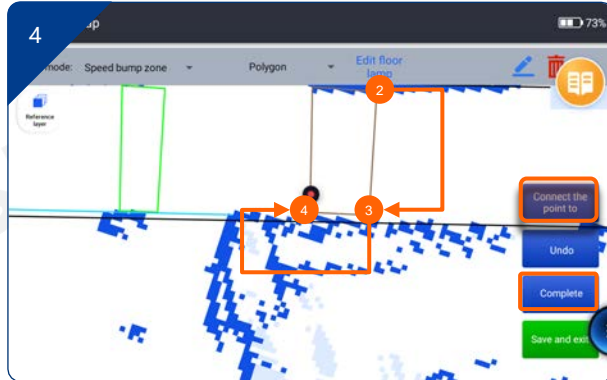 4
ap
73%
mode:
Speed bump zone
Polygon
Edit floor
lamp
Reference
layer
2
4
3
Connect the
point to
Undo
Complete
Save and exit